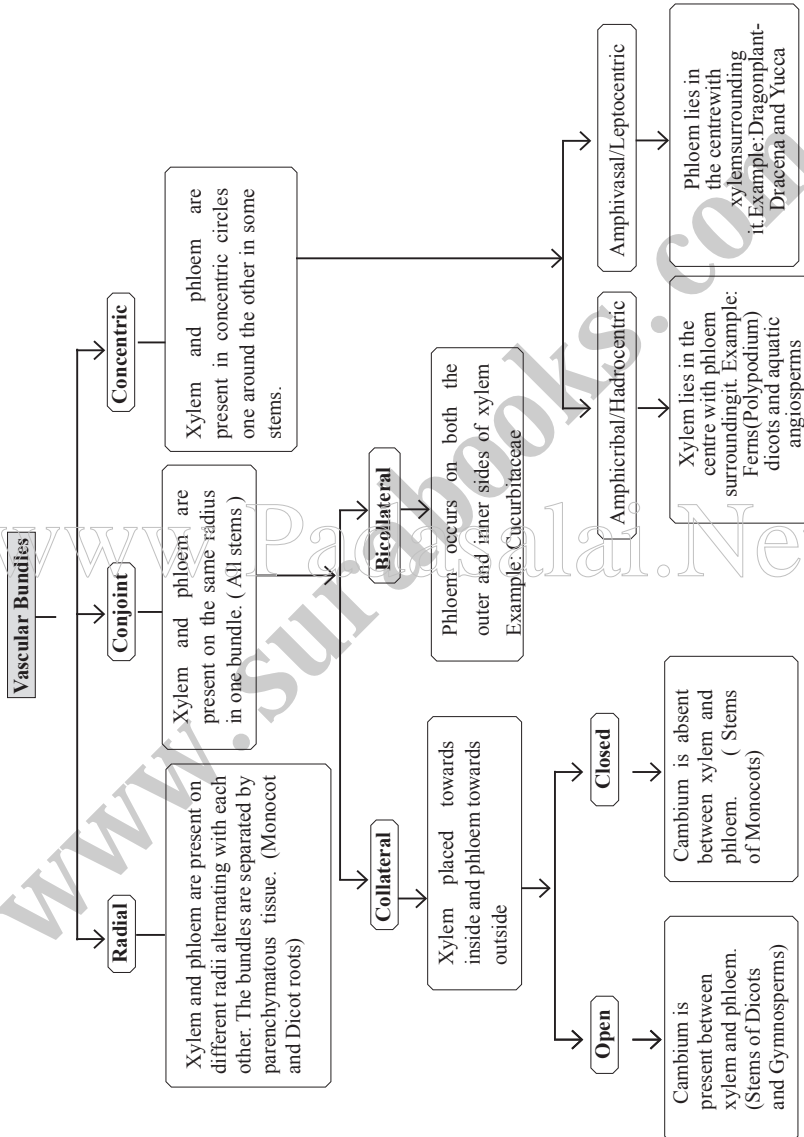 Vascular Bundies
Radial
Xylem and phloem are present on
different radii alternating with each
other. The bundles are separated by
parenchymatous tissue. (Monocot
and Dicot roots)
Conjoint
Xylem and phloem are
present on the same radius
in one bundle. ( All stems )
Concentric
Xylem and phloem are
present in concentric circles
one around the other in some
stems.
Collateral
Xylem placed towards
inside and phloem towards
outside
Bicollateral
Phloem occurs on both the
outer and inner sides of xylem
Example: Cucurbitaceae
Open
Cambium is
present between
xylem and phloem.
(Stems of Dicots
and Gymnosperms)
Closed
Cambium is absent
between xylem and
phloem. ( Stems
of Monocots)
Amphicribal/Hadrocentric
Xylem lies in the
centre with phloem
surroundingit. Example:
Ferns(Polypodium)
dicots and aquatic
angiosperms
Amphivasal/Leptocentric
Phloem lies in
the centrewith
xylemsurrounding
it.Example:Dragonplant-
Dracena and Yucca
www.surabooks.com
www.Padasalai.Net